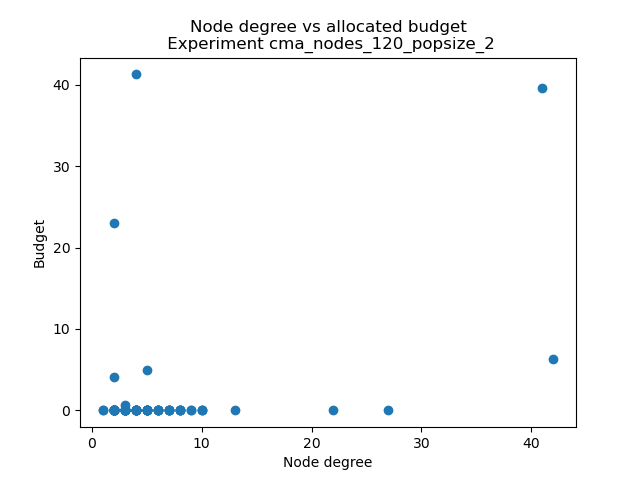 Node degree vs allocated budget
Experiment cma_nodes_120_popsize_2
40
30
20
10
0
Budget
0 10 20 30 40
Node degree